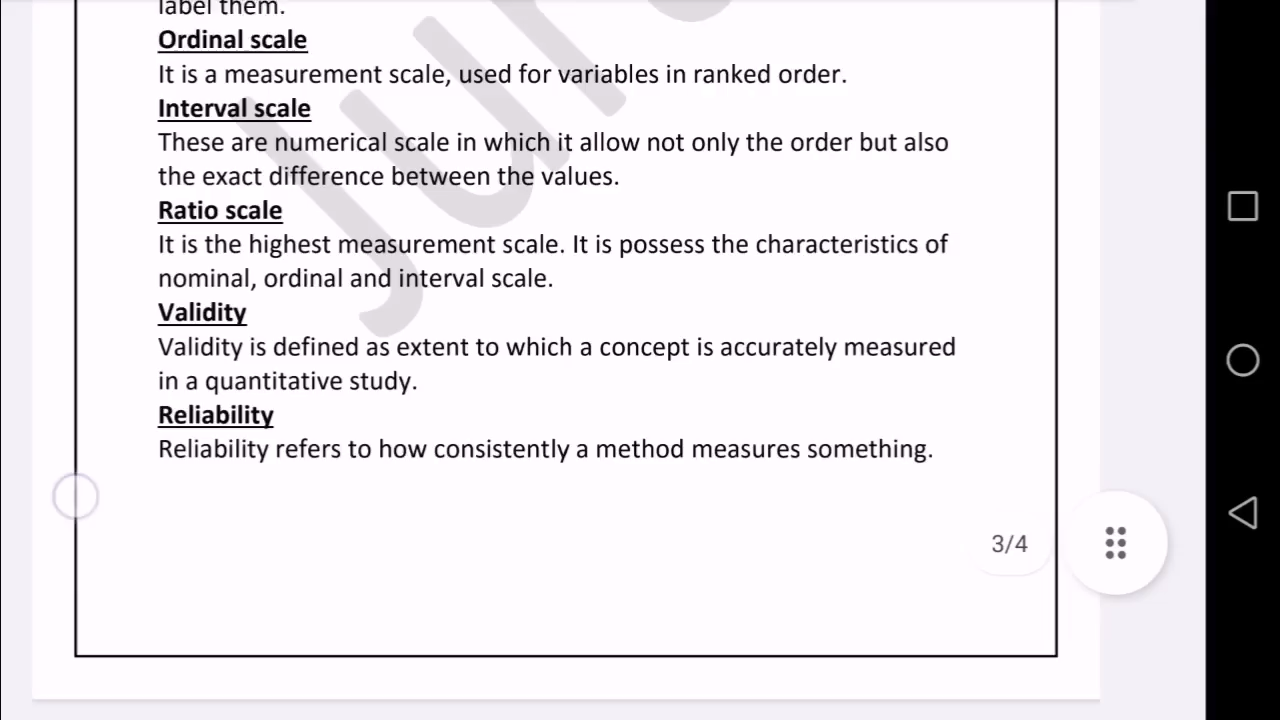 label them.
Ordinal scale
It is a measurement scale, used for variables in ranked order.
Interval scale
These are numerical scale in which it allow not only the order but also
the exact difference between the values.
Ratio scale
It is the highest measurement scale. It is possess the characteristics of
nominal, ordinal and interval scale.
Validity
Validity is defined as extent to which a concept is accurately measured
in a quantitative study.
Reliability
Reliability refers to how consistently a method measures something.
3/4